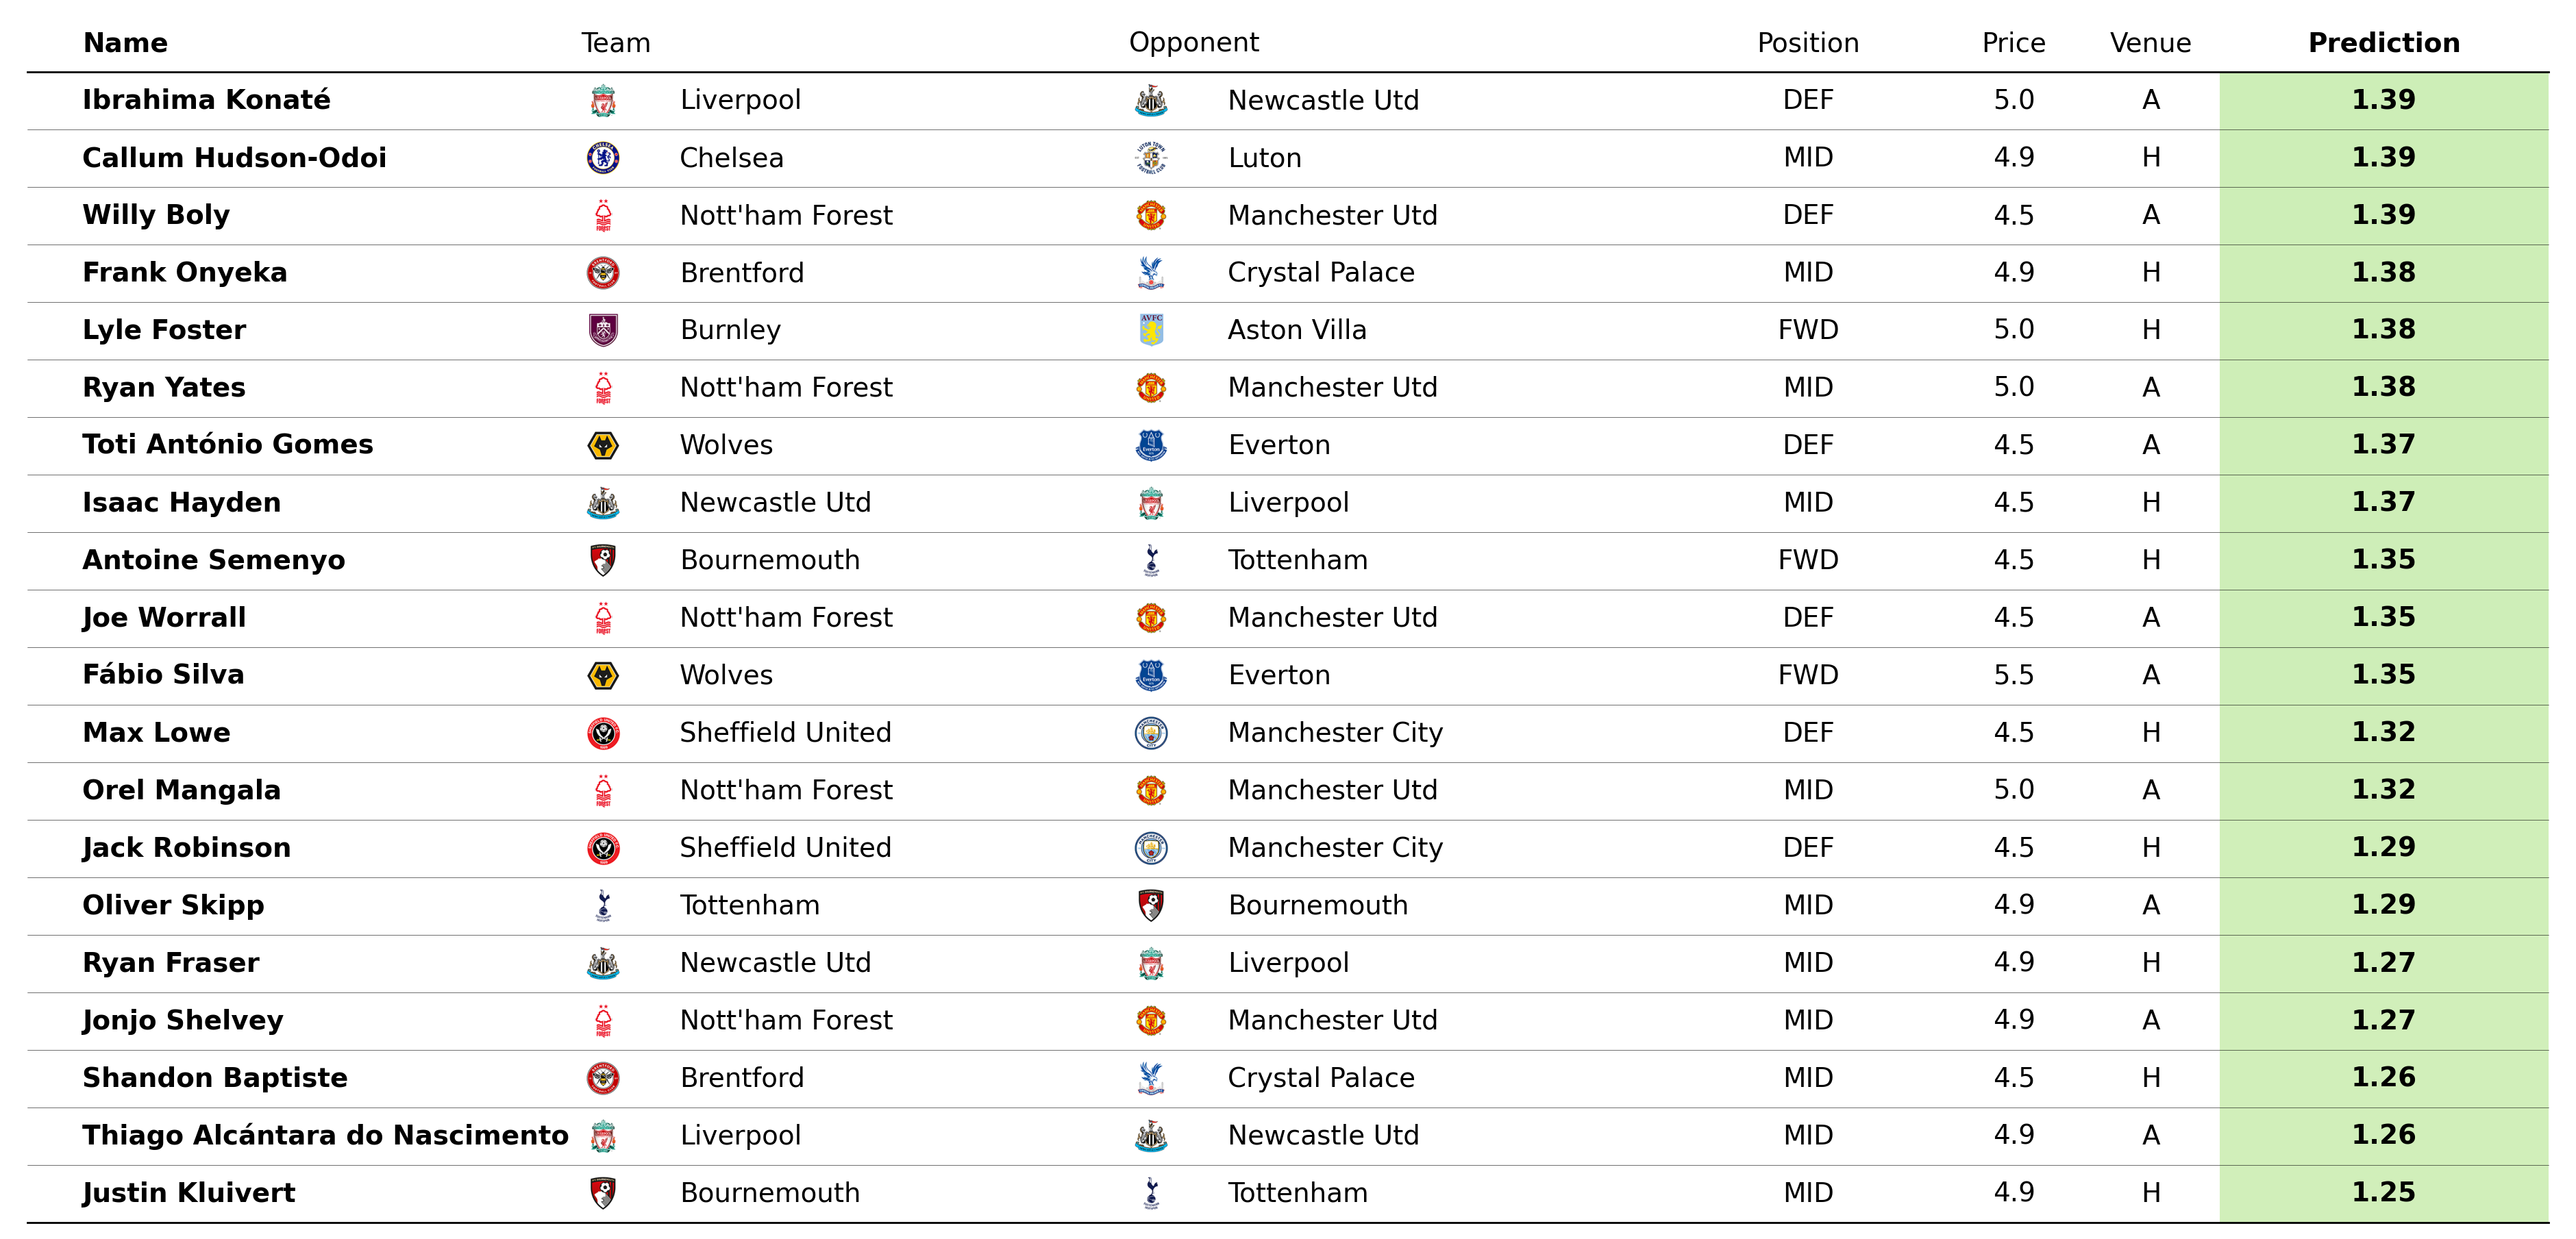 Name Team Opponent Position Price Venue Prediction
Ibrahima Konaté Liverpool Newcastle Utd DEF 5.0 A 1.39
Callum Hudson-Odoi Chelsea Luton MID 4.9 H 1.39
Willy Boly Nott'ham Forest Manchester Utd DEF 4.5 A 1.39
Frank Onyeka Brentford Crystal Palace MID 4.9 H 1.38
Lyle Foster Burnley Aston Villa FWD 5.0 H 1.38
Ryan Yates Nott'ham Forest Manchester Utd MID 5.0 A 1.38
Toti António Gomes Wolves Everton DEF 4.5 A 1.37
Isaac Hayden Newcastle Utd Liverpool MID 4.5 H 1.37
Antoine Semenyo Bournemouth Tottenham FWD 4.5 H 1.35
Joe Worrall Nott'ham Forest Manchester Utd DEF 4.5 A 1.35
Fábio Silva Wolves Everton FWD 5.5 A 1.35
Max Lowe Sheffield United Manchester City DEF 4.5 H 1.32
Orel Mangala Nott'ham Forest Manchester Utd MID 5.0 A 1.32
Jack Robinson Sheffield United Manchester City DEF 4.5 H 1.29
Oliver Skipp Tottenham Bournemouth MID 4.9 A 1.29
Ryan Fraser Newcastle Utd Liverpool MID 4.9 H 1.27
Jonjo Shelvey Nott'ham Forest Manchester Utd MID 4.9 A 1.27
Shandon Baptiste Brentford Crystal Palace MID 4.5 H 1.26
Thiago Alcántara do Nascimento Liverpool Newcastle Utd MID 4.9 A 1.26
Justin Kluivert Bournemouth Tottenham MID 4.9 H 1.25